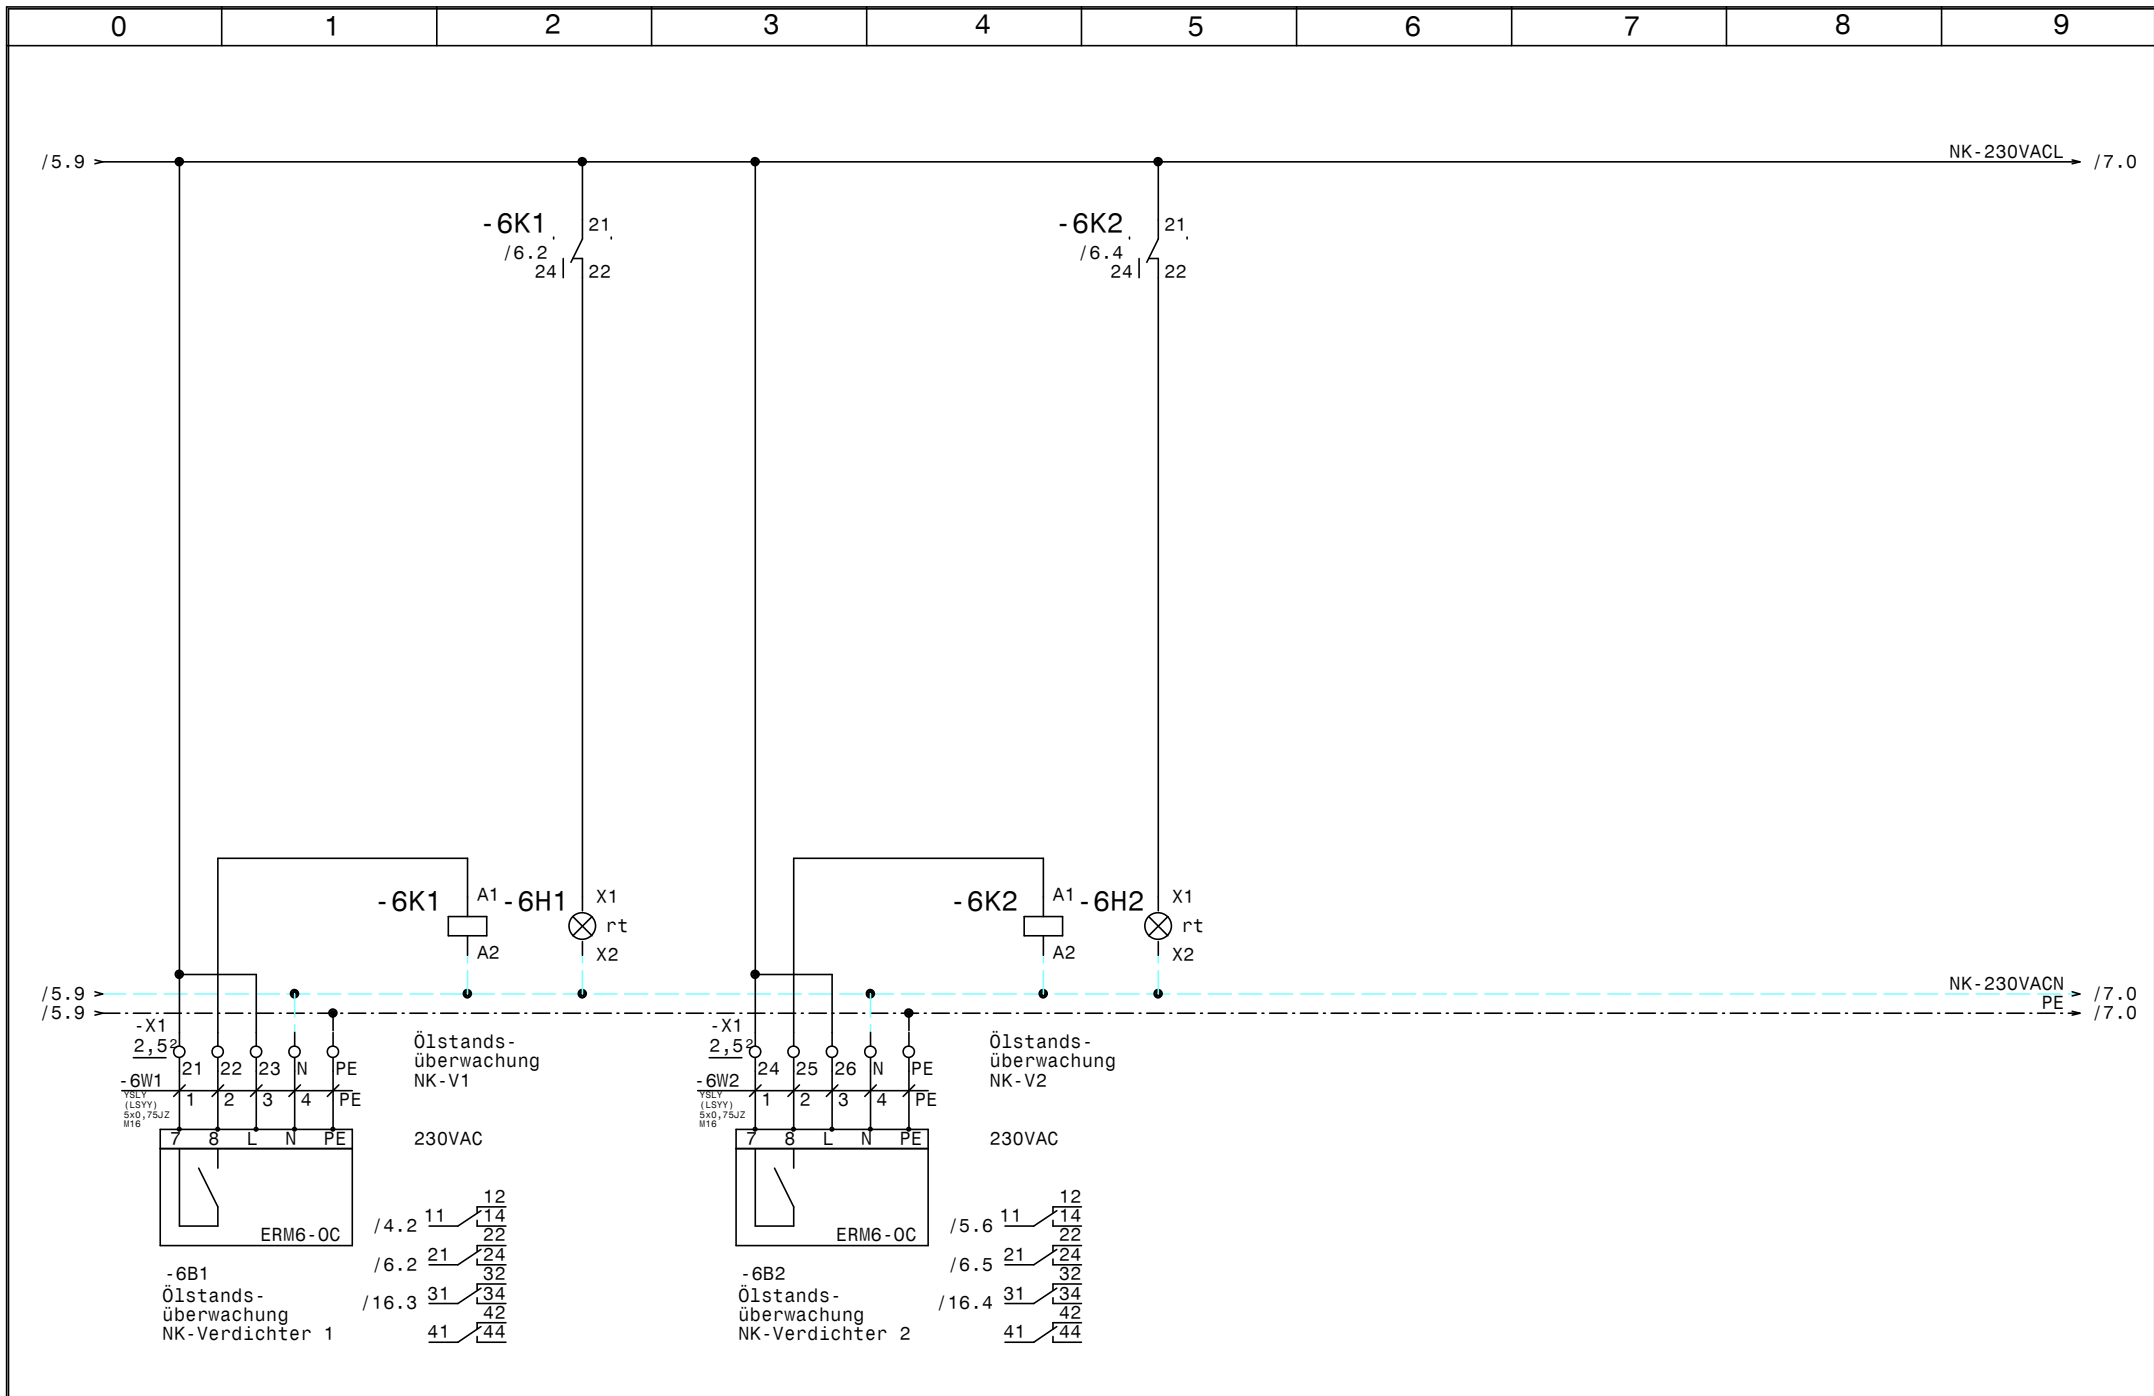 0 1 2 3 4 5 6 7 8 9
/5.9 NK-230VACL /7.0
-6K1 21
/6.2
24 22
-6K2 21
/6.4
24 22
-6K1 A1
A2
-6H1 X1
rt
X2
-6K2 A1
A2
-6H2 X1
rt
X2
/5.9 NK-230VACN /7.0
/5.9 PE /7.0
-X1
2,5²
21 22 23 N PE
-6W1
YSLY
(LSYY)
5x0,75JZ
M16
1 2 3 4 PE
7 8 L N PE
ERM6-OC
-6B1
Ölstands-
überwachung
NK-Verdichter 1
Ölstands-
überwachung
NK-V1
230VAC
12
/4.2 11 14
22
/6.2 21 24
32
/16.3 31 34
42
41 44
-X1
2,5²
24 25 26 N PE
-6W2
YSLY
(LSYY)
5x0,75JZ
M16
1 2 3 4 PE
7 8 L N PE
ERM6-OC
-6B2
Ölstands-
überwachung
NK-Verdichter 2
Ölstands-
überwachung
NK-V2
230VAC
12
/5.6 11 14
22
/6.5 21 24
32
/16.4 31 34
42
41 44